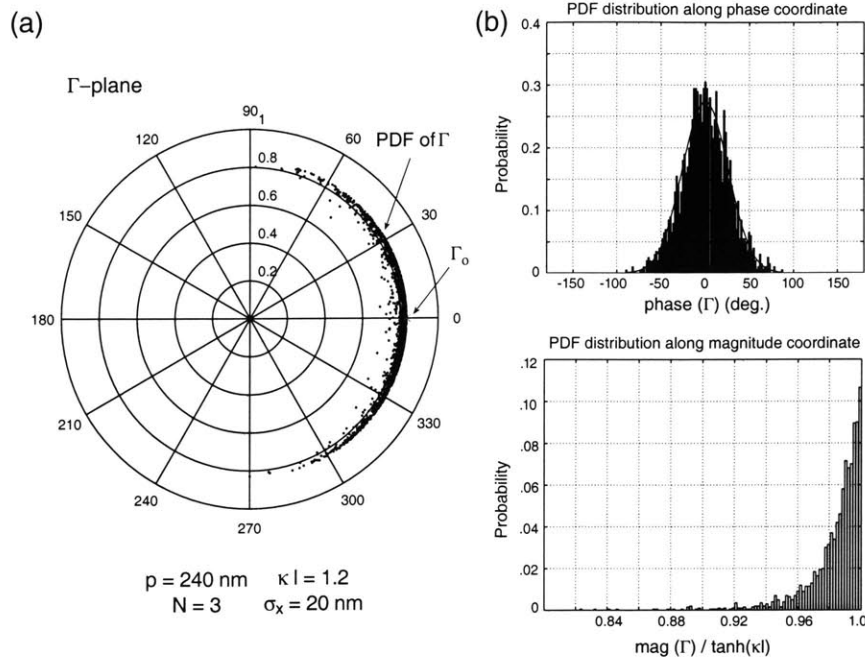 (a)
Γ–plane
90
1
120
60
PDF of Γ
0.8
0.6
150
30
0.4
Γo
0.2
180
0
210
330
240
300
270
p = 240 nm κ l = 1.2
N = 3 σx = 20 nm
(b)
PDF distribution along phase coordinate
0.4
0.3
0.2
0.1
0
Probability
-150 -100 -50 0 50 100 150
phase (Γ) (deg.)
PDF distribution along magnitude coordinate
0.12
.10
.08
.06
.04
.02
.0
Probability
0.84 0.88 0.92 0.96 1.0
mag (Γ) / tanh(κl)